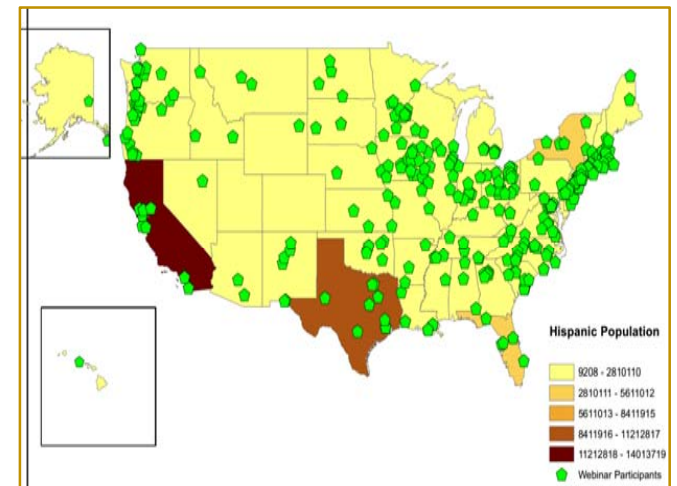 Hispanic Population
9208 - 2810110
2810111 - 5611012
5611013 - 8411915
8411916 - 11212817
11212818 - 14013719
Webinar Participants